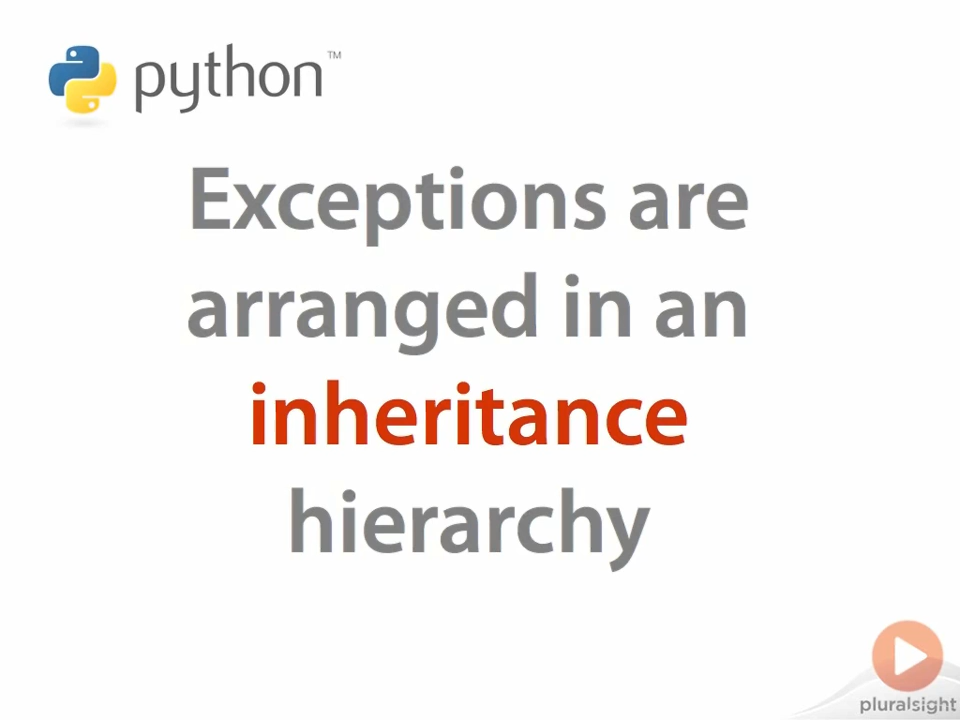 python™
Exceptions are
arranged in an
inheritance
hierarchy
pluralsight